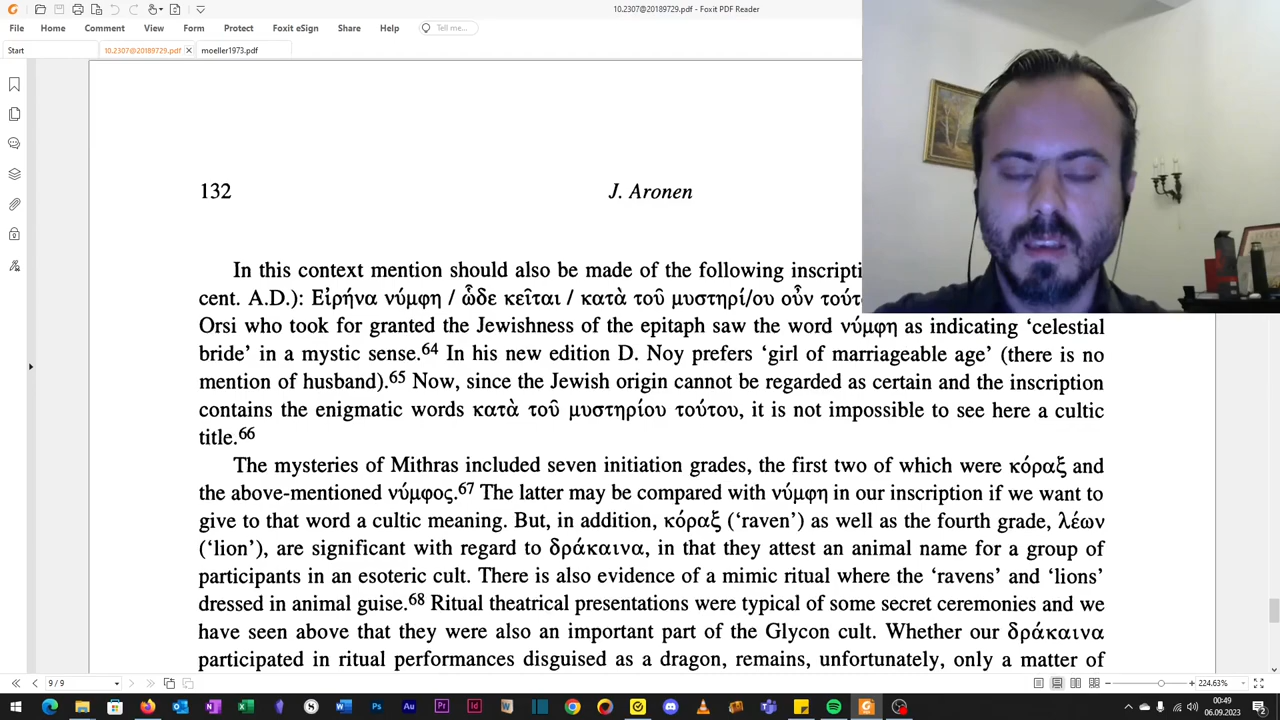 10.2307@20189729.pdf - Foxit PDF Reader
File Home Comment View Form Protect Foxit eSign Share Help Tell me...
Start 10.2307@20189729.pdf moeller1973.pdf
132 J. Aronen
In this context mention should also be made of the following
cent. A.D.): Εἰρήνα νύμφη / ὧδε κεῖται / κατὰ τοῦ μυστηρί/ου οὖν
Orsi who took for granted the Jewishness of the epitaph saw the word νύμφη as indicating ‘celestial
bride’ in a mystic sense.64 In his new edition D. Noy prefers ‘girl of marriageable age’ (there is no
mention of husband).65 Now, since the Jewish origin cannot be regarded as certain and the inscription
contains the enigmatic words κατὰ τοῦ μυστηρίου τούτου, it is not impossible to see here a cultic
title.66
The mysteries of Mithras included seven initiation grades, the first two of which were κόραξ and
the above-mentioned νύμφος.67 The latter may be compared with νύμφη in our inscription if we want to
give to that word a cultic meaning. But, in addition, κόραξ (‘raven’) as well as the fourth grade, λέων
(‘lion’), are significant with regard to δράκαινα, in that they attest an animal name for a group of
participants in an esoteric cult. There is also evidence of a mimic ritual where the ‘ravens’ and ‘lions’
dressed in animal guise.68 Ritual theatrical presentations were typical of some secret ceremonies and we
have seen above that they were also an important part of the Glycon cult. Whether our δράκαινα
participated in ritual performances disguised as a dragon, remains, unfortunately, only a matter of
9 / 9 224.63%
00:49
06.09.2023